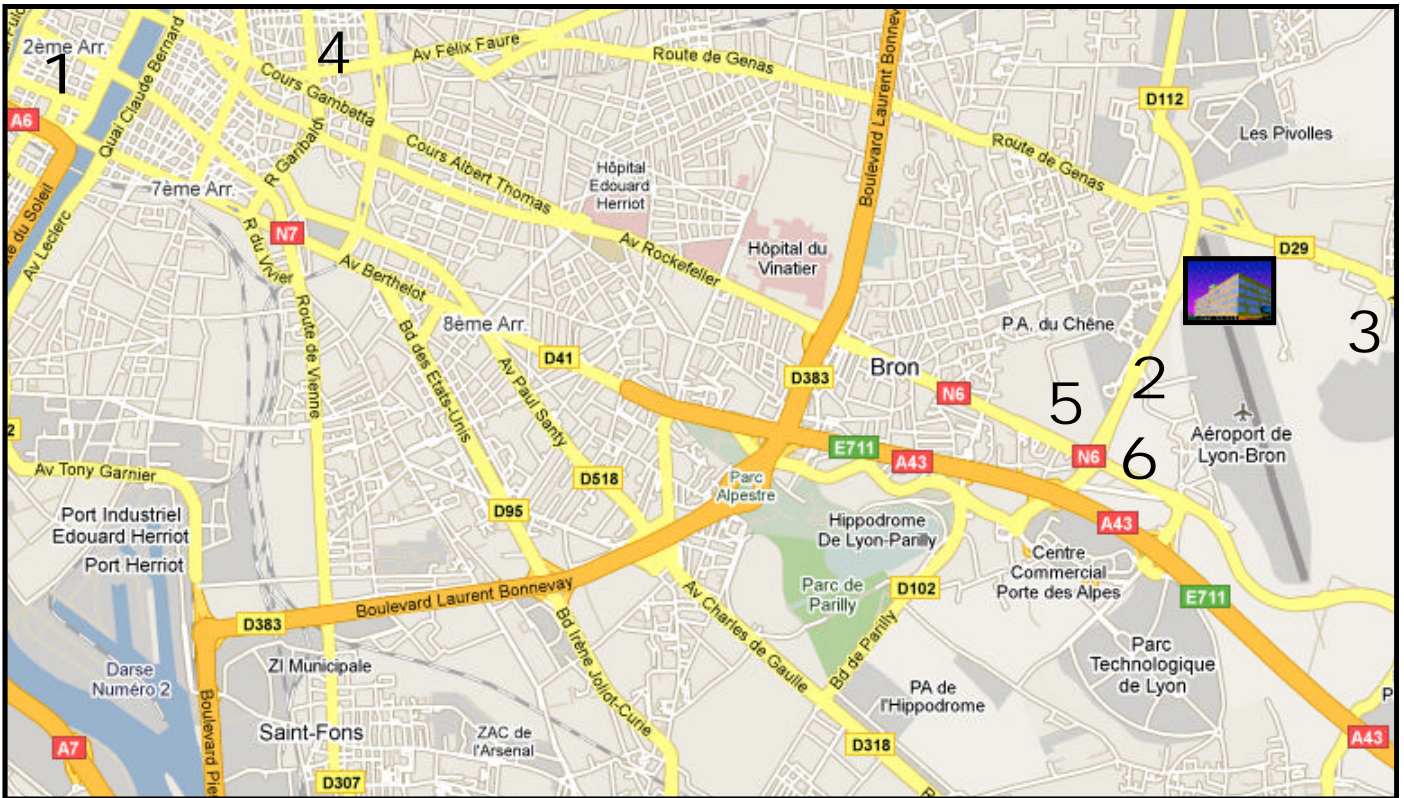 2ème Arr.
1
4
A6
Quai Claude Bernard
Cours Gambetta
Av Félix Faure
Route de Genas
Boulevard Laurent Bonnev
D112
Les Pivolles
Route de Genas
R Garibaldi
7ème Arr.
Cours Albert Thomas
Hôpital
Edouard
Herriot
Av Leclerc
du Soleil
N7
R du Vivier
Av Berthelot
Av Rockefeller
Hôpital du
Vinatier
D29
Route de Vienne
8ème Arr.
D41
P.A. du Chêne
3
Bd des Etats-Unis
Av Paul Santy
D383
Bron
N6
5
2
Aéroport de
Lyon-Bron
2
Av Tony Garnier
D518
Parc
Alpestre
E711
A43
N6
6
D95
Port Industriel
Edouard Herriot
Port Herriot
Hippodrome
De Lyon-Parilly
A43
Centre
Commercial
Porte des Alpes
Boulevard Laurent Bonnevay
D383
Parc de
Parilly
D102
E711
Bd Irène Joliot-Curie
Av Charles de Gaulle
Bd de Parilly
Darse
Numéro 2
ZI Municipale
Parc
Technologique
de Lyon
PA de
l'Hippodrome
Boulevard Pie
Saint-Fons
ZAC de
l'Arsenal
A7
D307
D318
A43
P
R